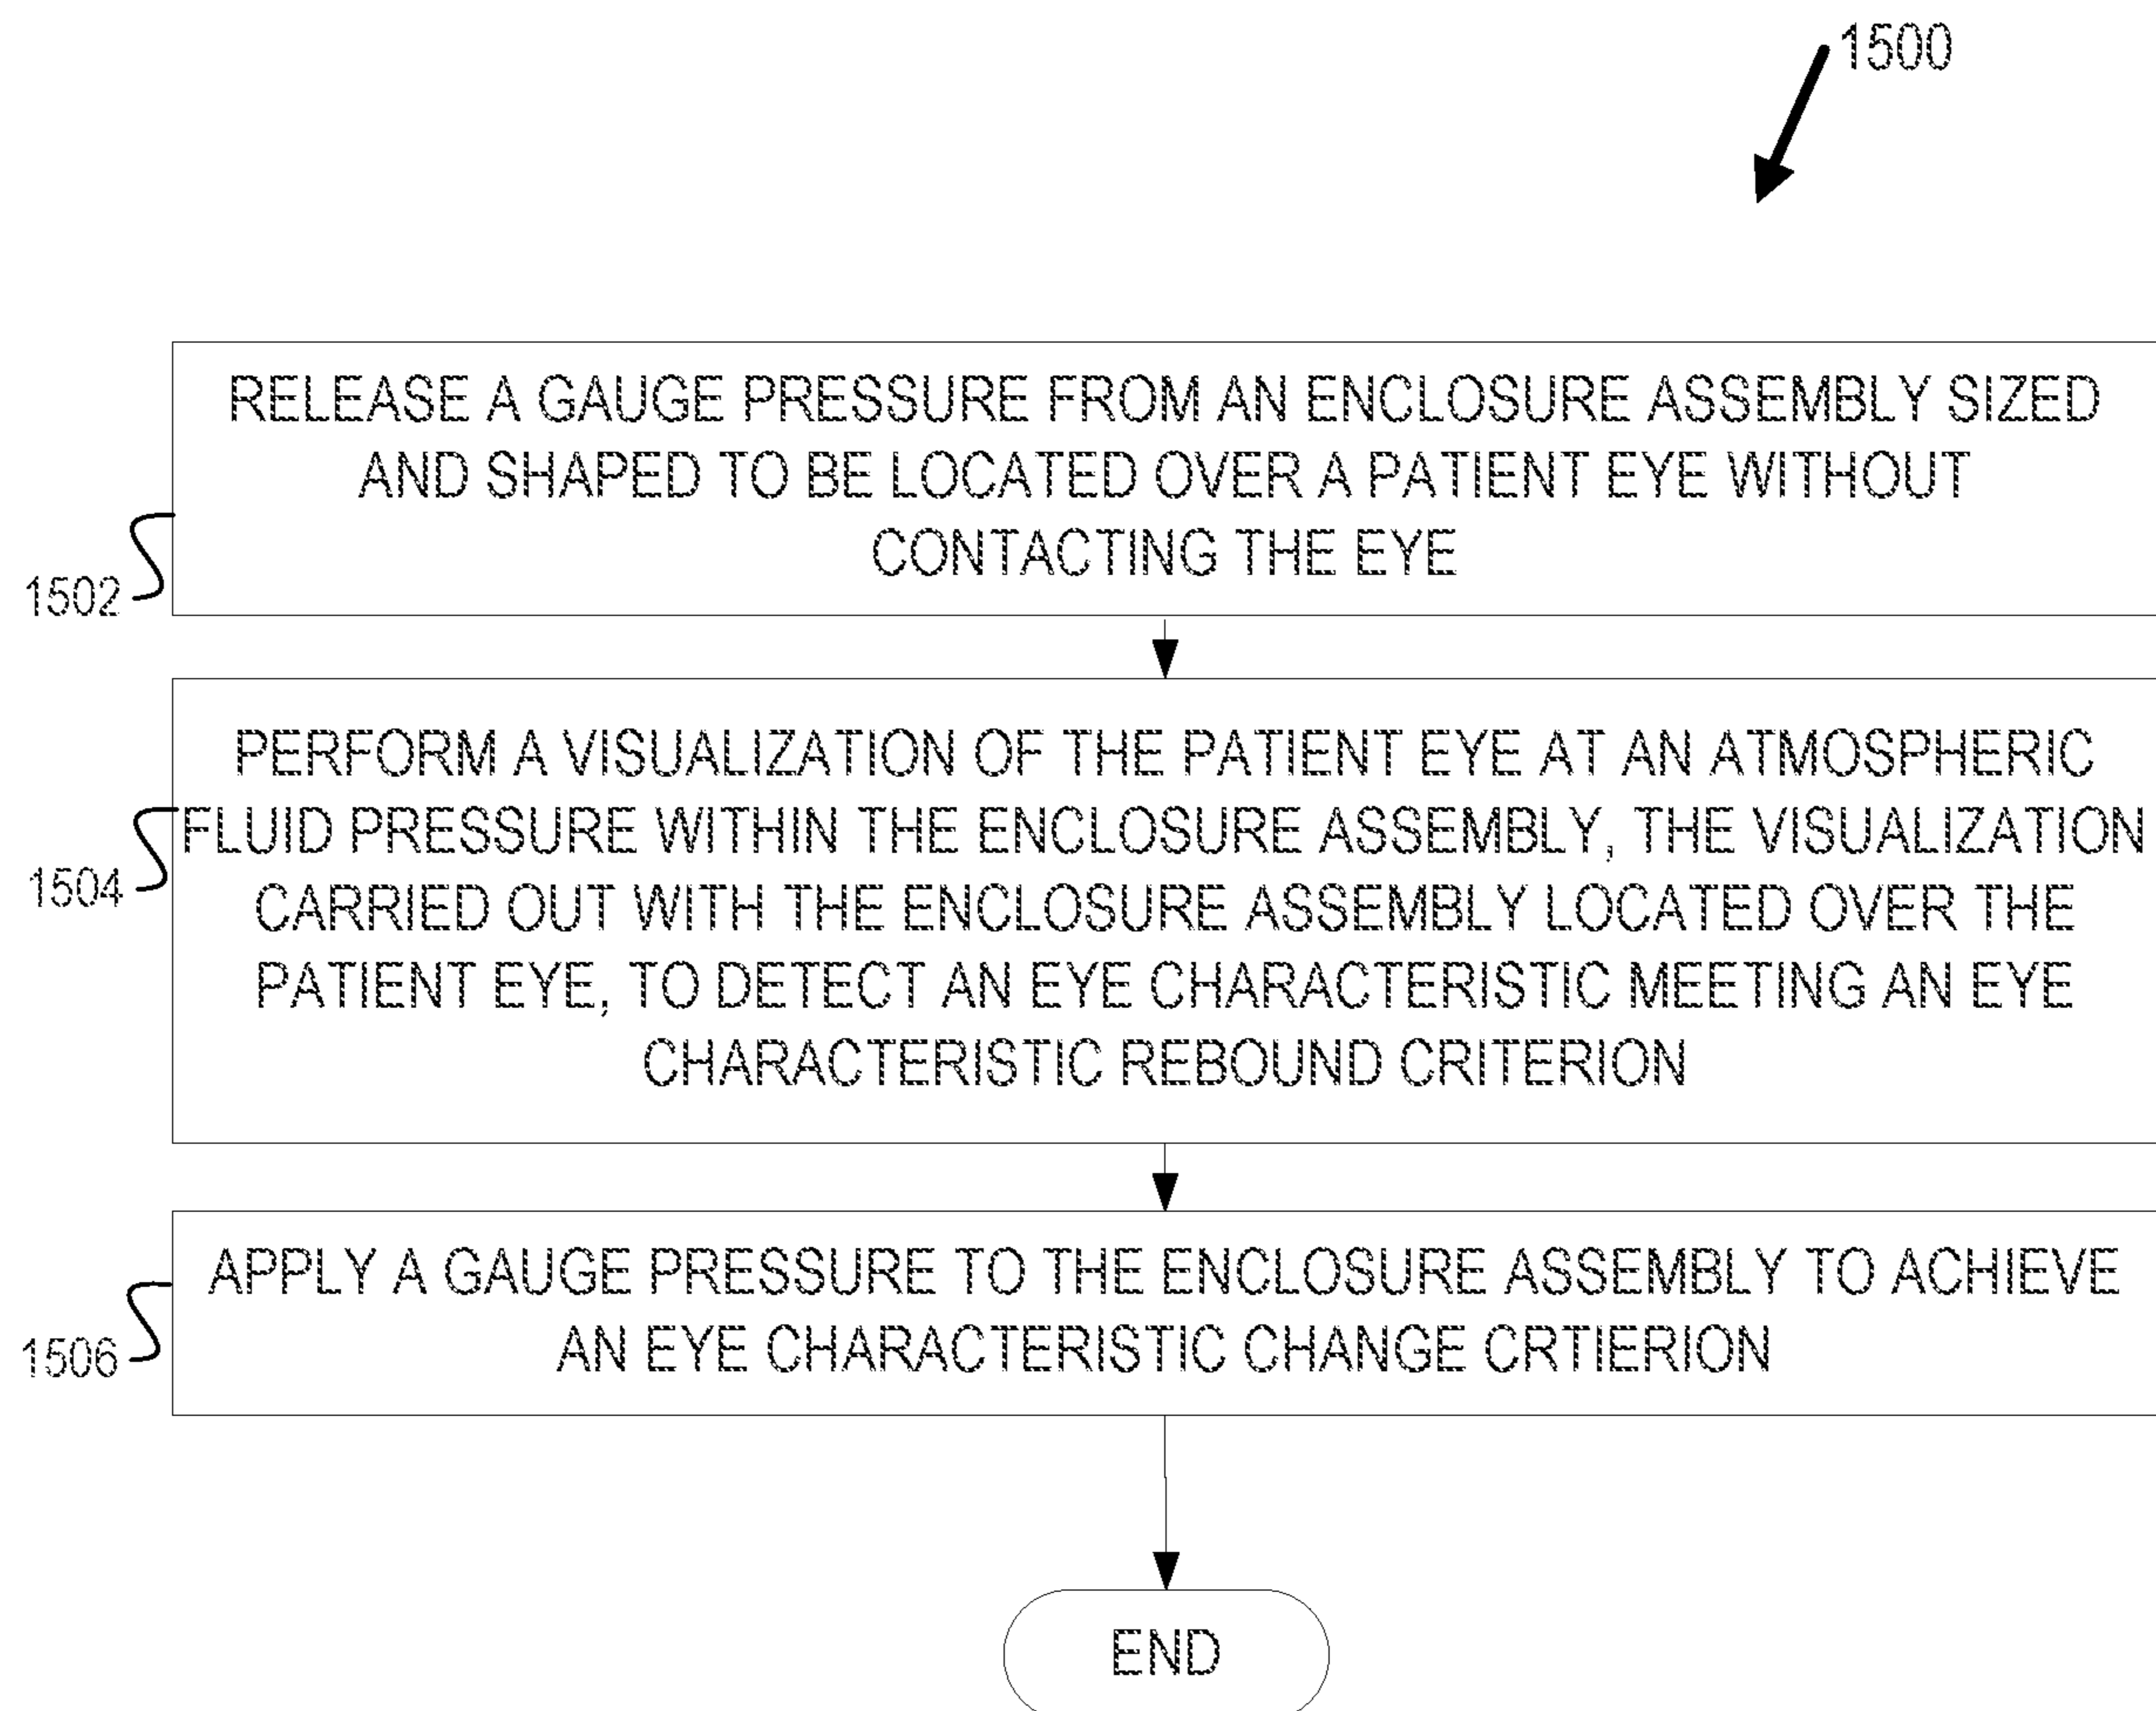 1500
RELEASE A GAUGE PRESSURE FROM AN ENCLOSURE ASSEMBLY SIZED
AND SHAPED TO BE LOCATED OVER A PATIENT EYE WITHOUT
CONTACTING THE EYE
1502
PERFORM A VISUALIZATION OF THE PATIENT EYE AT AN ATMOSPHERIC
FLUID PRESSURE WITHIN THE ENCLOSURE ASSEMBLY, THE VISUALIZATION
CARRIED OUT WITH THE ENCLOSURE ASSEMBLY LOCATED OVER THE
PATIENT EYE, TO DETECT AN EYE CHARACTERISTIC MEETING AN EYE
CHARACTERISTIC REBOUND CRITERION
1504
APPLY A GAUGE PRESSURE TO THE ENCLOSURE ASSEMBLY TO ACHIEVE
AN EYE CHARACTERISTIC CHANGE CRTIERION
1506
END